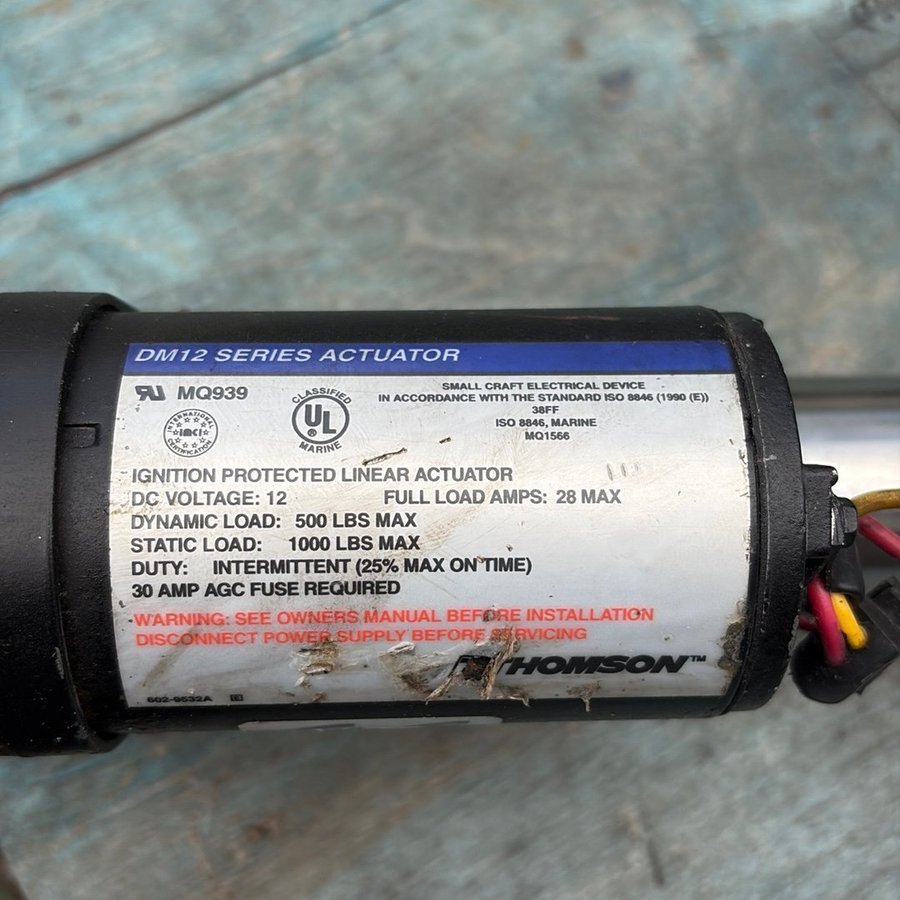 DM12 SERIES ACTUATOR
MQ939
INTERNATIONAL
IMCI
CERTIFICATION
CLASSIFIED
UL
MARINE
SMALL CRAFT ELECTRICAL DEVICE
IN ACCORDANCE WITH THE STANDARD ISO 8846 (1990 (E))
38FF
ISO 8846, MARINE
MQ1566
IGNITION PROTECTED LINEAR ACTUATOR
DC VOLTAGE: 12 FULL LOAD AMPS: 28 MAX
DYNAMIC LOAD: 500 LBS MAX
STATIC LOAD: 1000 LBS MAX
DUTY: INTERMITTENT (25% MAX ON TIME)
30 AMP AGC FUSE REQUIRED
WARNING: SEE OWNERS MANUAL BEFORE INSTALLATION
DISCONNECT POWER SUPPLY BEFORE SERVICING
THOMSON™
602-9532A